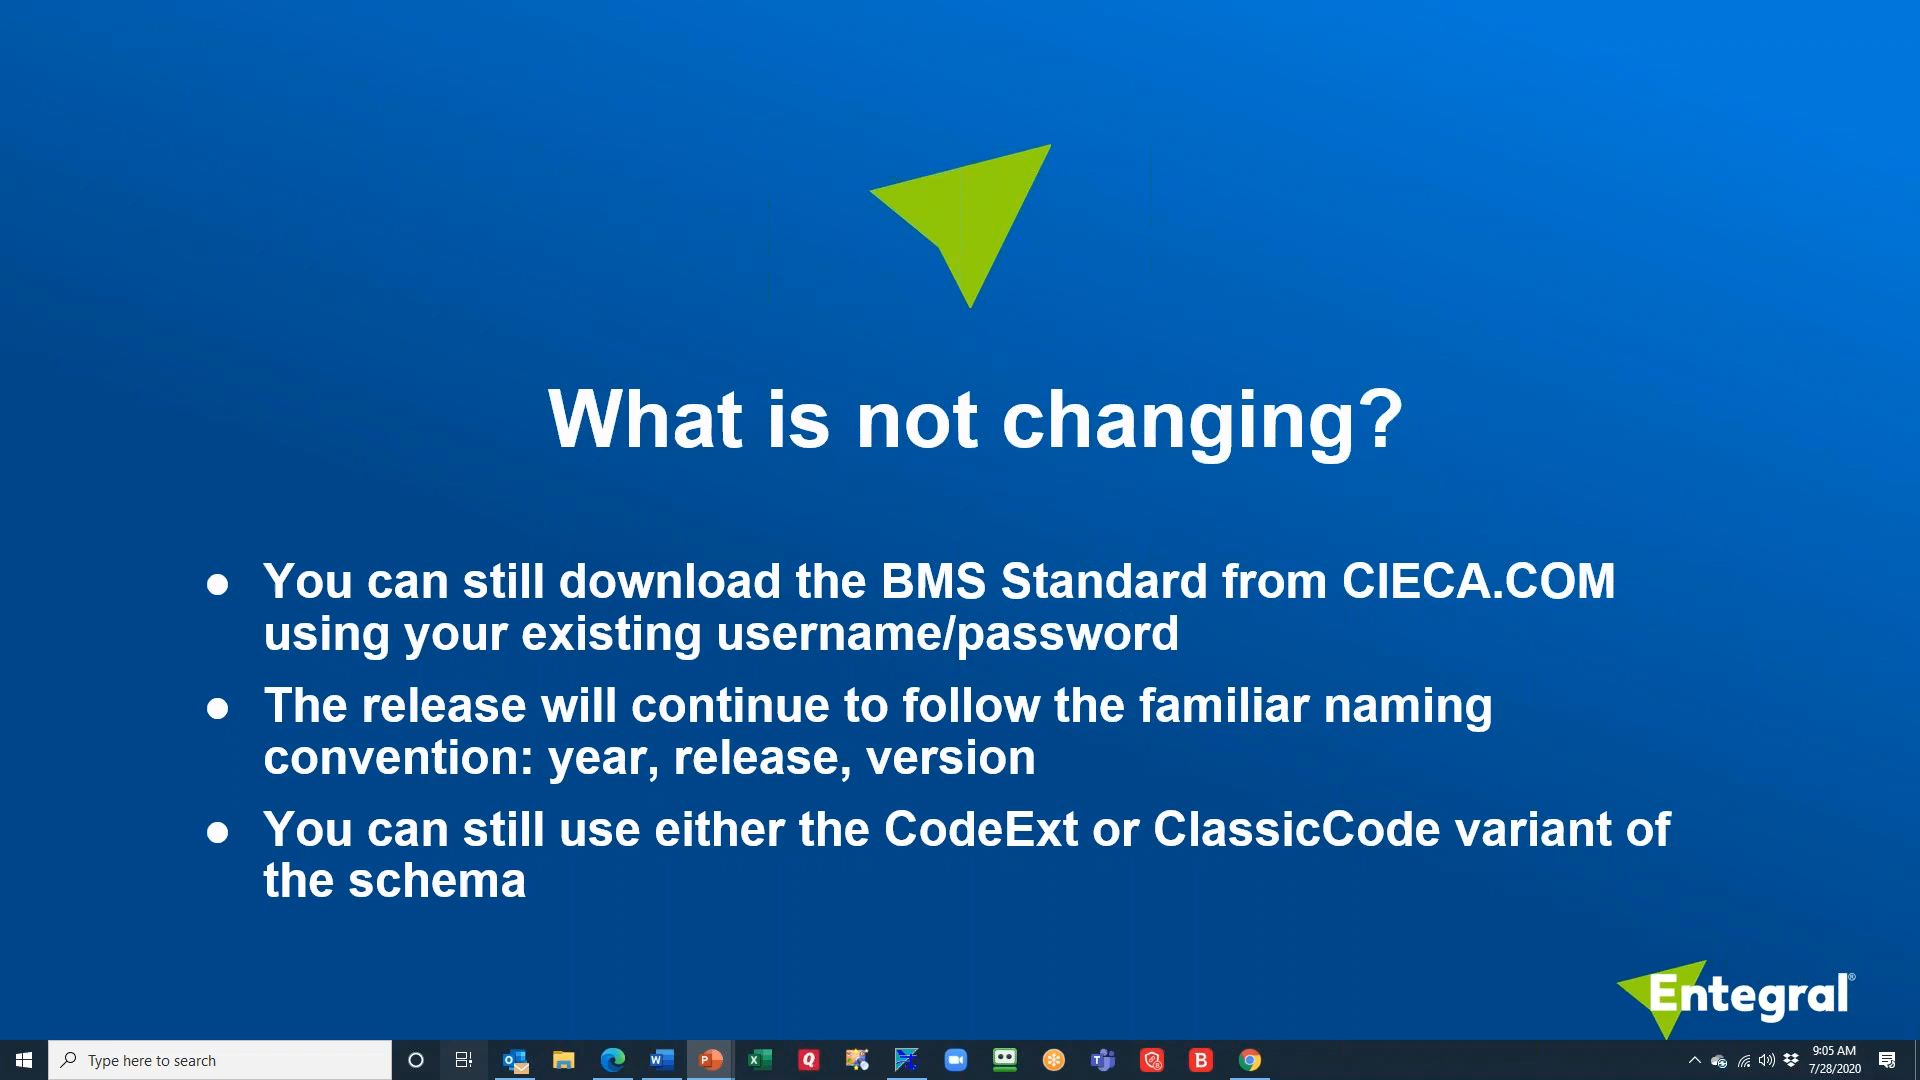 What is not changing?
● You can still download the BMS Standard from CIECA.COM
using your existing username/password
● The release will continue to follow the familiar naming
convention: year, release, version
● You can still use either the CodeExt or ClassicCode variant of
the schema
Entegral®
Type here to search
9:05 AM
7/28/2020